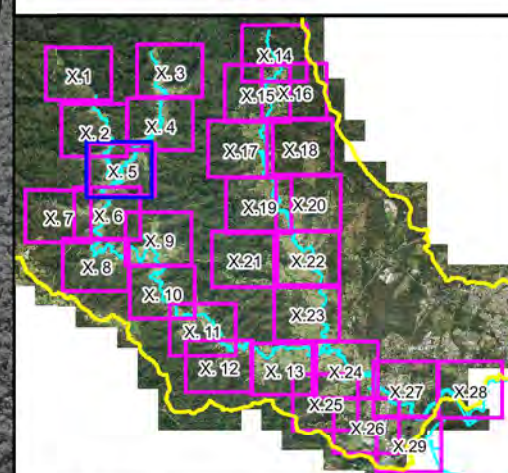 X.14
X.1
X.3
X.15
X.16
X. 2
X. 4
X.17
X.18
X. 5
X. 7
X. 6
X.19
X.20
X. 9
X. 8
X.21
X.22
X. 10
X. 11
X.23
X. 12
X. 13
X.24
X.27
X.28
X.25
X.26
X.29